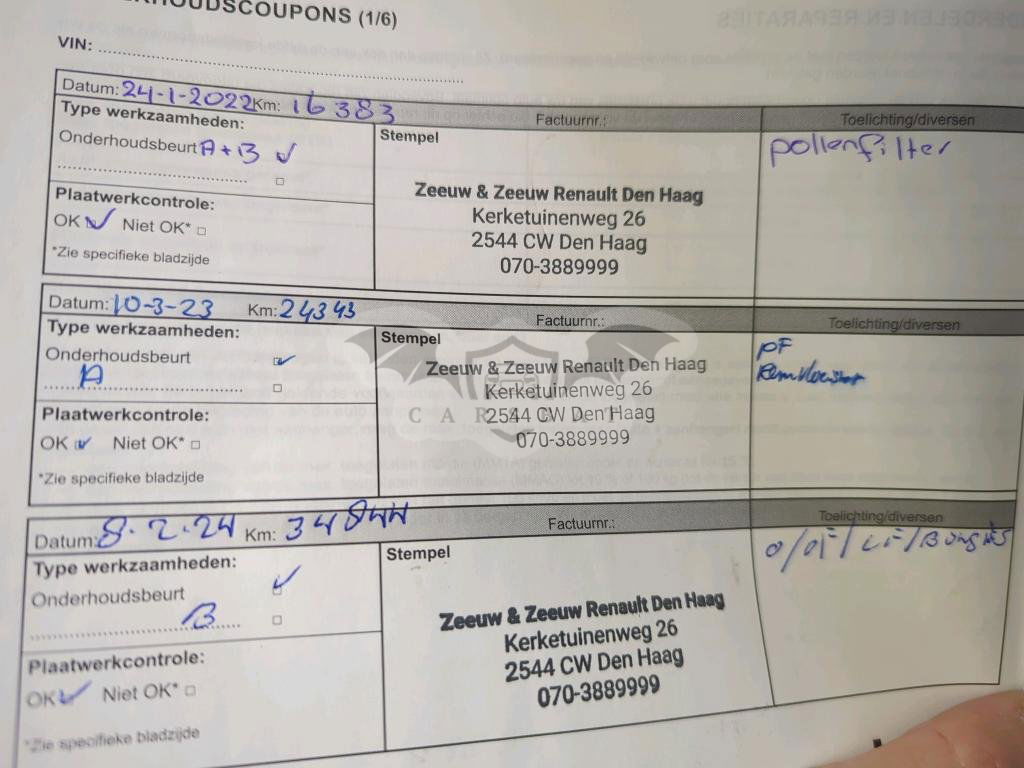 RHOUDSCOUPONS (1/6)
VIN:
Datum: 24-1-2022 Km: 16383
Factuurnr.:
Toelichting/diversen
Type werkzaamheden:
Onderhoudsbeurt A+B
Stempel
pollenfilter
Zeeuw & Zeeuw Renault Den Haag
Kerketuinenweg 26
2544 CW Den Haag
070-3889999
Plaatwerkcontrole:
OK Niet OK*
*Zie specifieke bladzijde
Datum: 10-3-23 Km: 24343
Factuurnr.:
Toelichting/diversen
Type werkzaamheden:
Onderhoudsbeurt
A
Stempel
PF
Remvloeistof
Zeeuw & Zeeuw Renault Den Haag
Kerketuinenweg 26
2544 CW Den Haag
070-3889999
Plaatwerkcontrole:
OK Niet OK*
*Zie specifieke bladzijde
Datum: 8-2-24 Km: 34844
Factuurnr.:
Toelichting/diversen
Type werkzaamheden:
Onderhoudsbeurt
B
Stempel
O/OF/LF/
Zeeuw & Zeeuw Renault Den Haag
Kerketuinenweg 26
2544 CW Den Haag
070-3889999
Plaatwerkcontrole:
OK Niet OK*
*Zie specifieke bladzijde